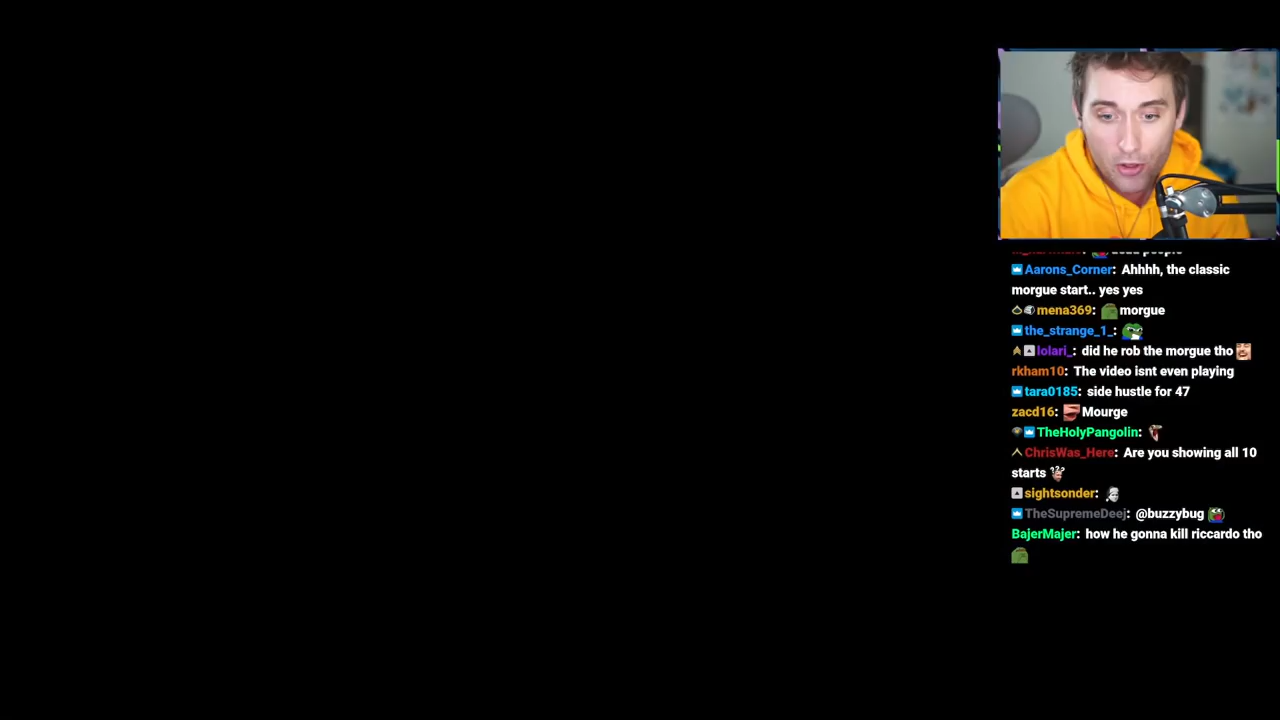 dead people
Aarons_Corner: Ahhhh, the classic
morgue start.. yes yes
mena369: morgue
the_strange_1_:
lolari_: did he rob the morgue tho
rkham10: The video isnt even playing
tara0185: side hustle for 47
zacd16: Mourge
TheHolyPangolin:
ChrisWas_Here: Are you showing all 10
starts
sightsonder:
TheSupremeDeej: @buzzybug
BajerMajer: how he gonna kill riccardo tho